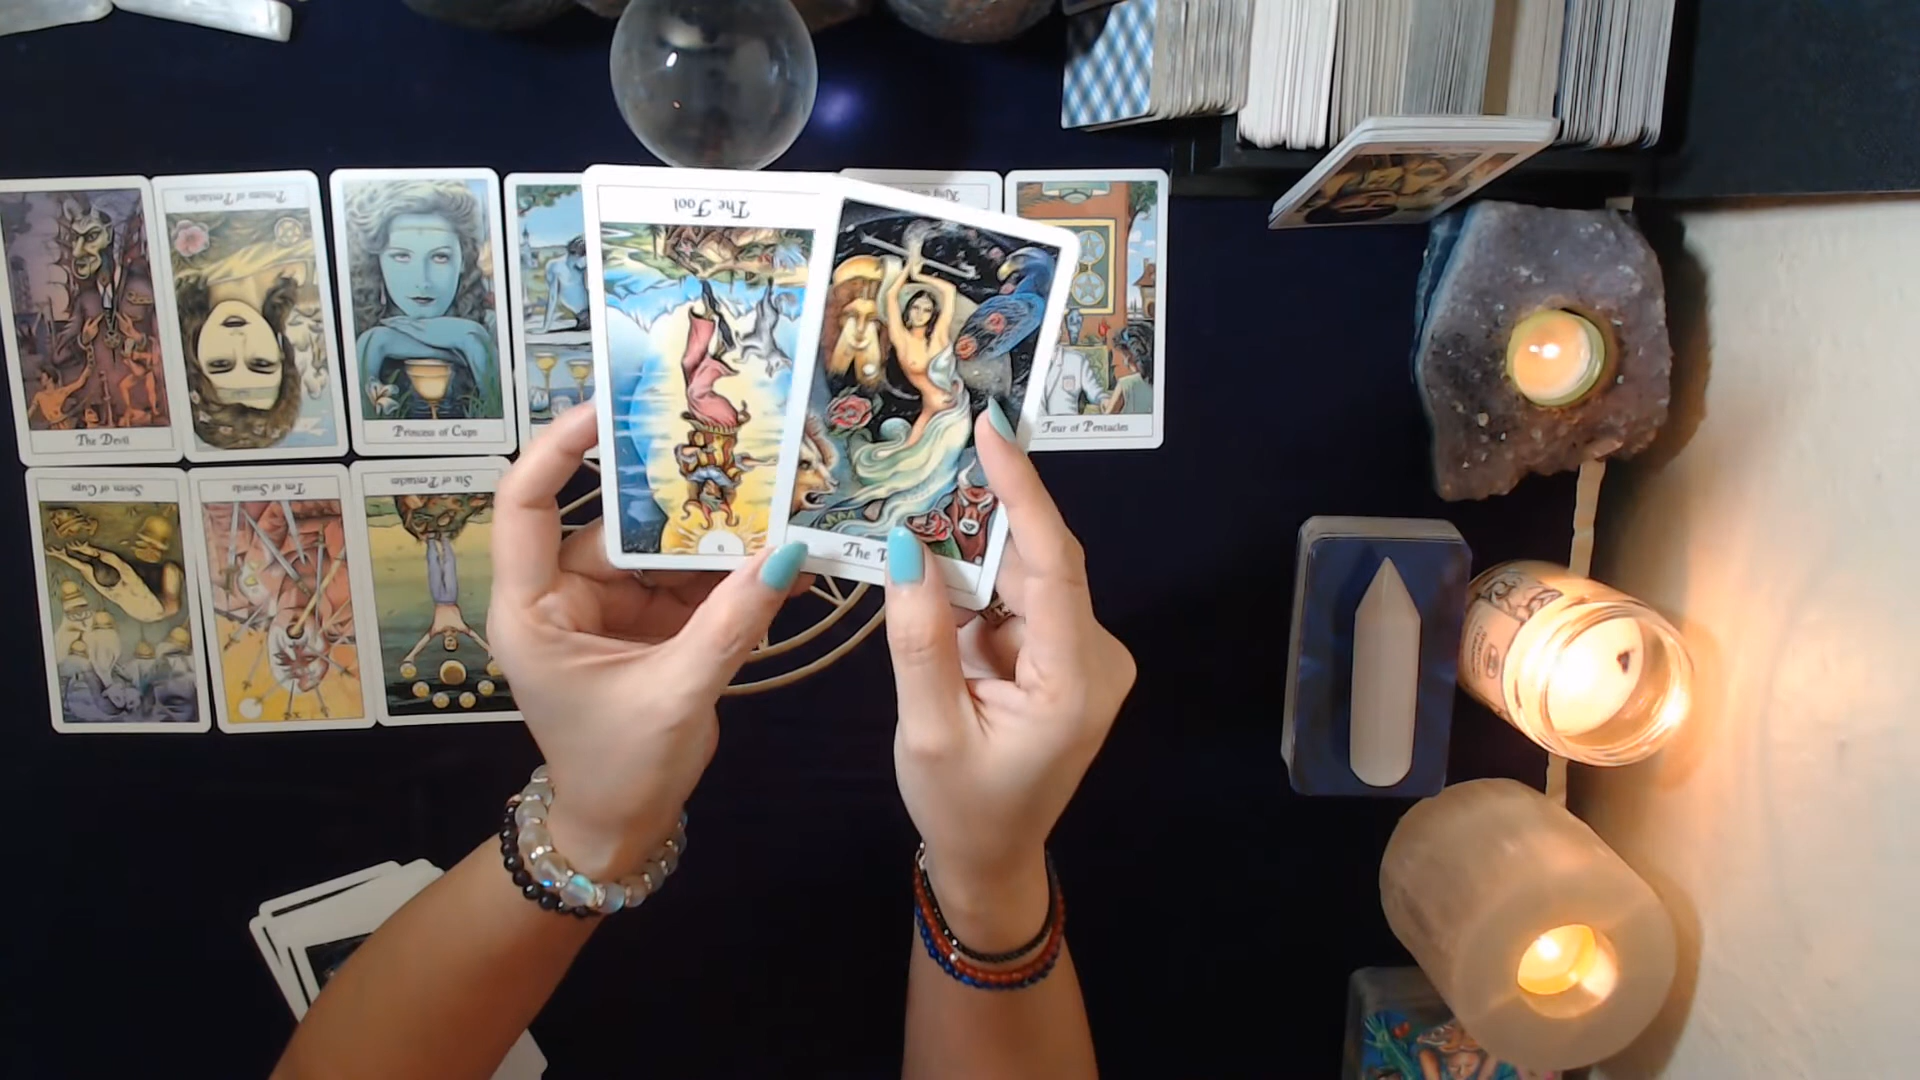 The Devil
Princess of Pentacles
Princess of Cups
The Fool
0
The
Four of Pentacles
Seven of Cups
Ten of Swords
Six of Pentacles